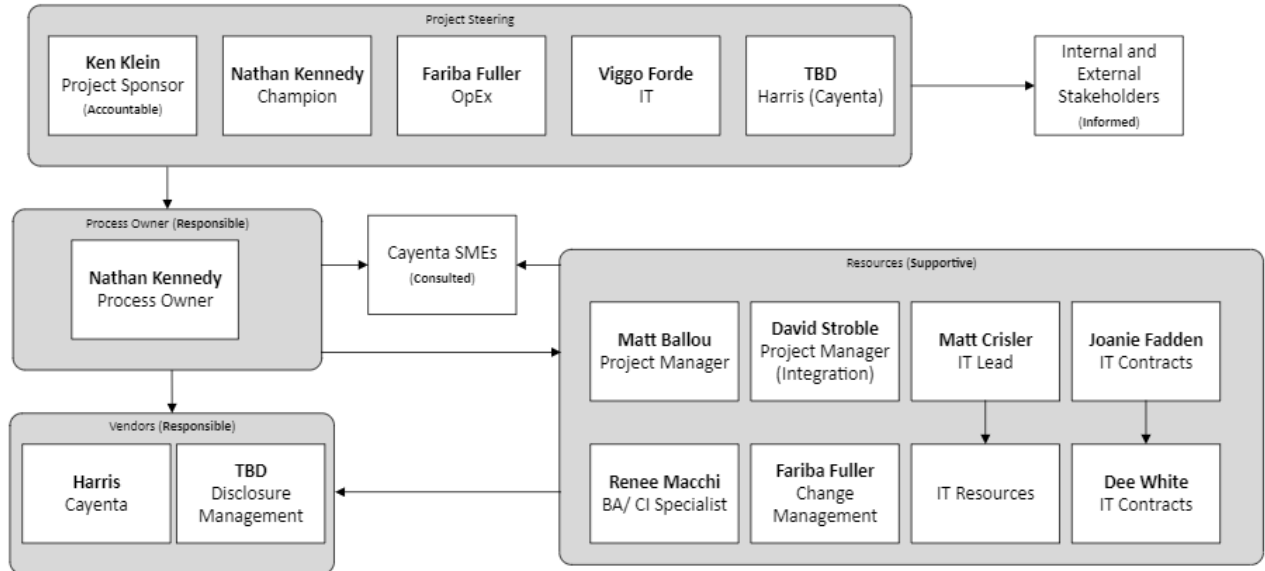 Project Steering
Ken Klein
Project Sponsor
(Accountable)
Nathan Kennedy
Champion
Fariba Fuller
OpEx
Viggo Forde
IT
TBD
Harris (Cayenta)
Internal and
External
Stakeholders
(Informed)
Process Owner (Responsible)
Nathan Kennedy
Process Owner
Cayenta SMEs
(Consulted)
Resources (Supportive)
Matt Ballou
Project Manager
David Stroble
Project Manager
(Integration)
Matt Crisler
IT Lead
Joanie Fadden
IT Contracts
Renee Macchi
BA/ CI Specialist
Fariba Fuller
Change
Management
IT Resources
Dee White
IT Contracts
Vendors (Responsible)
Harris
Cayenta
TBD
Disclosure
Management